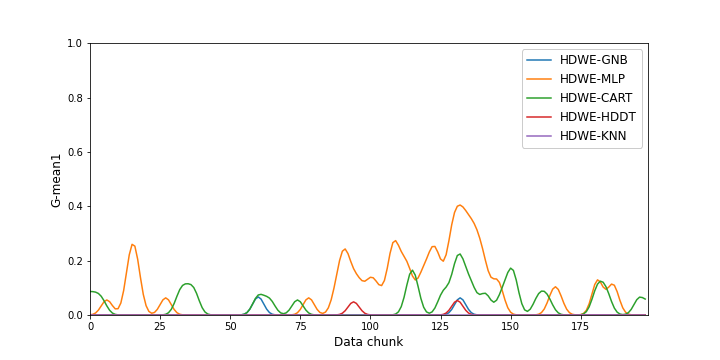 1.0
0.8
0.6
0.4
0.2
0.0
G-mean1
0 25 50 75 100 125 150 175
Data chunk
HDWE-GNB
HDWE-MLP
HDWE-CART
HDWE-HDDT
HDWE-KNN